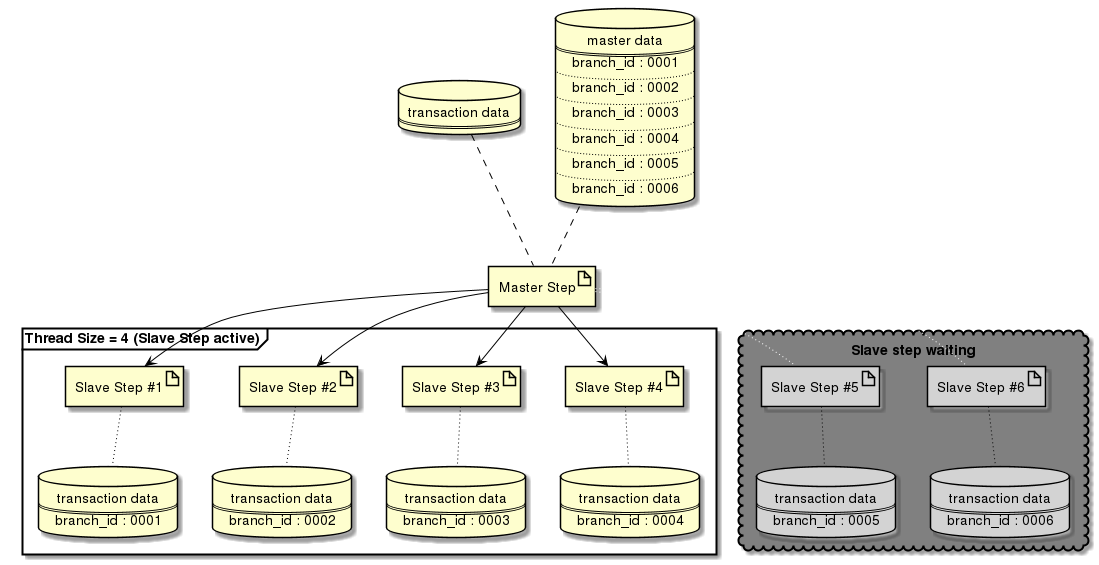 master data
branch_id : 0001
branch_id : 0002
branch_id : 0003
branch_id : 0004
branch_id : 0005
branch_id : 0006
transaction data
Master Step
Thread Size = 4 (Slave Step active)
Slave Step #1
Slave Step #2
Slave Step #3
Slave Step #4
transaction data
branch_id : 0001
transaction data
branch_id : 0002
transaction data
branch_id : 0003
transaction data
branch_id : 0004
Slave step waiting
Slave Step #5
Slave Step #6
transaction data
branch_id : 0005
transaction data
branch_id : 0006